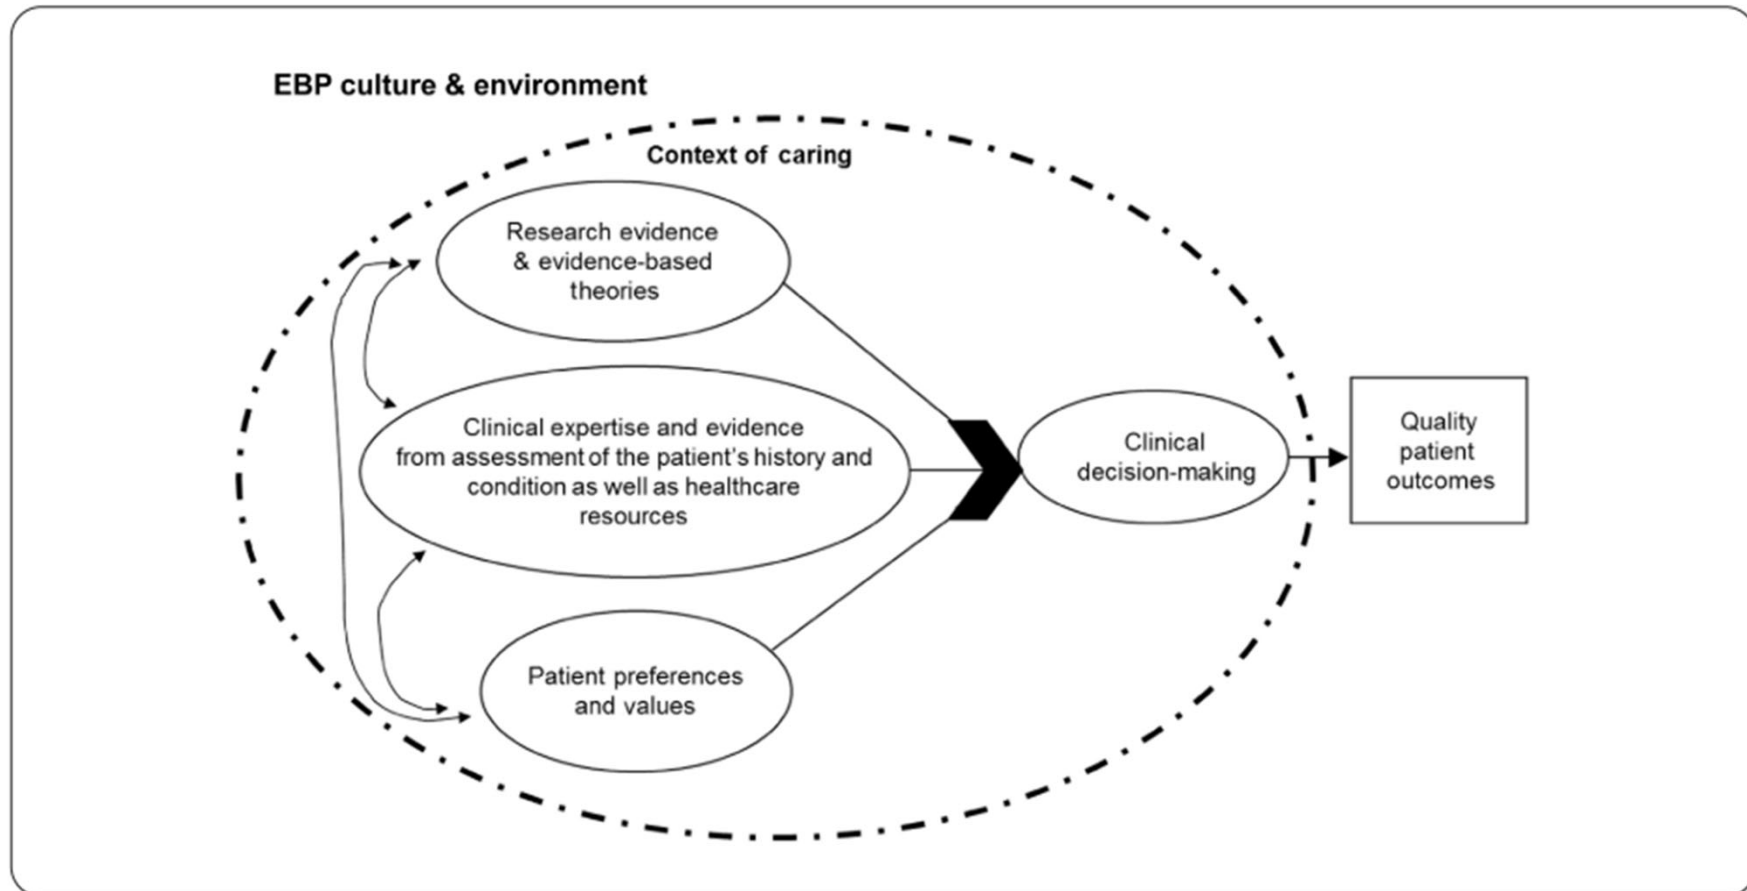 EBP culture & environment
Context of caring
Research evidence
& evidence-based
theories
Clinical expertise and evidence
from assessment of the patient's history and
condition as well as healthcare
resources
Patient preferences
and values
Clinical
decision-making
Quality
patient
outcomes